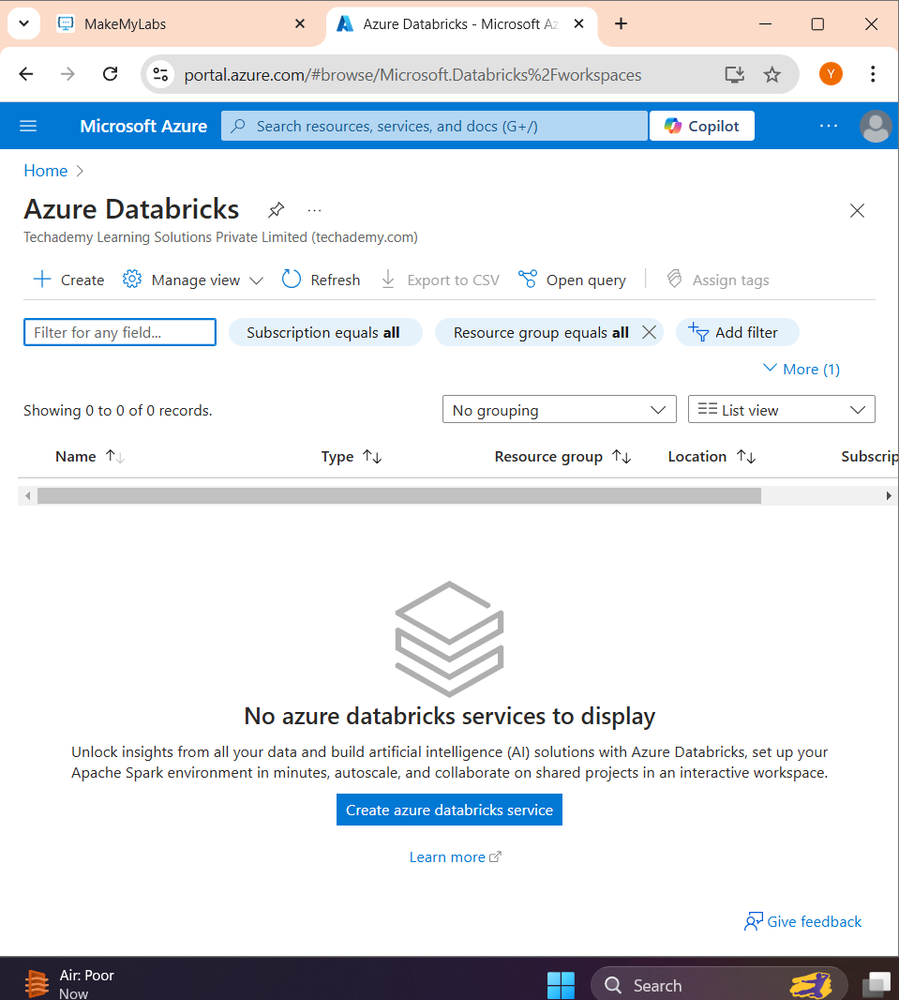 MakeMyLabs
Azure Databricks - Microsoft Az
portal.azure.com/#browse/Microsoft.Databricks%2Fworkspaces
Y
Microsoft Azure
Search resources, services, and docs (G+/)
Copilot
Home
Azure Databricks
Techademy Learning Solutions Private Limited (techademy.com)
Create
Manage view
Refresh
Export to CSV
Open query
Assign tags
Filter for any field...
Subscription equals all
Resource group equals all
Add filter
More (1)
Showing 0 to 0 of 0 records.
No grouping
List view
Name
Type
Resource group
Location
Subscrip
No azure databricks services to display
Unlock insights from all your data and build artificial intelligence (AI) solutions with Azure Databricks, set up your
Apache Spark environment in minutes, autoscale, and collaborate on shared projects in an interactive workspace.
Create azure databricks service
Learn more
Give feedback
Air: Poor
Now
Search